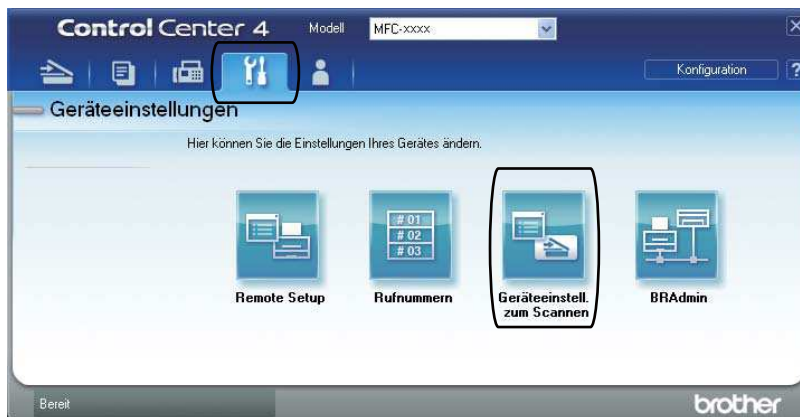 Control Center 4 Modell MFC-xxxx
Konfiguration ?
Geräteeinstellungen
Hier können Sie die Einstellungen Ihres Gerätes ändern.
# 01
# 02
# 03
Remote Setup Rufnummern Geräteeinstell. BRAdmin
zum Scannen
Bereit brother